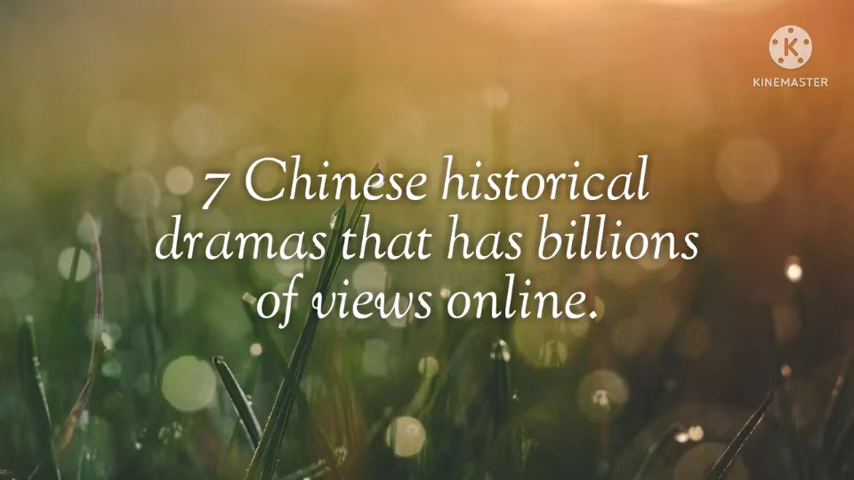 KINEMASTER
7 Chinese historical
dramas that has billions
of views online.